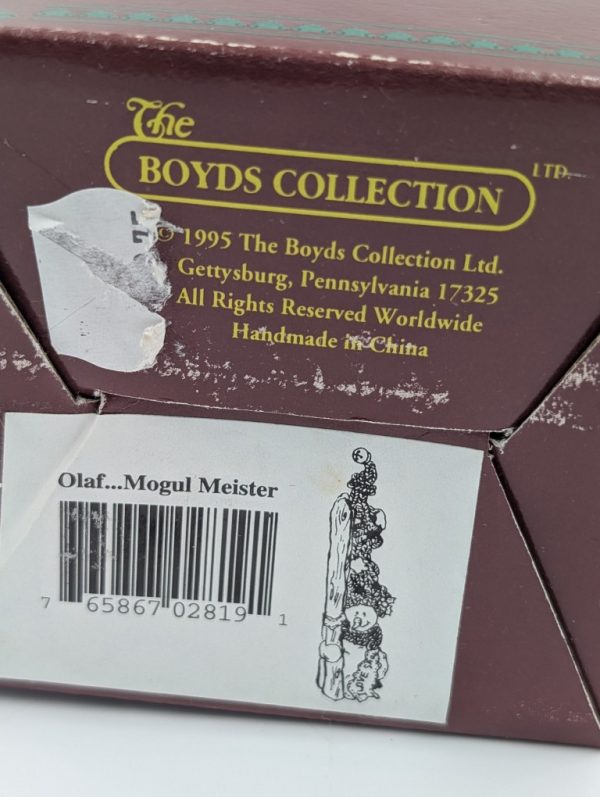 The
BOYDS COLLECTION LTD.
© 1995 The Boyds Collection Ltd.
Gettysburg, Pennsylvania 17325
All Rights Reserved Worldwide
Handmade in China
Olaf...Mogul Meister
7 65867 02819 1